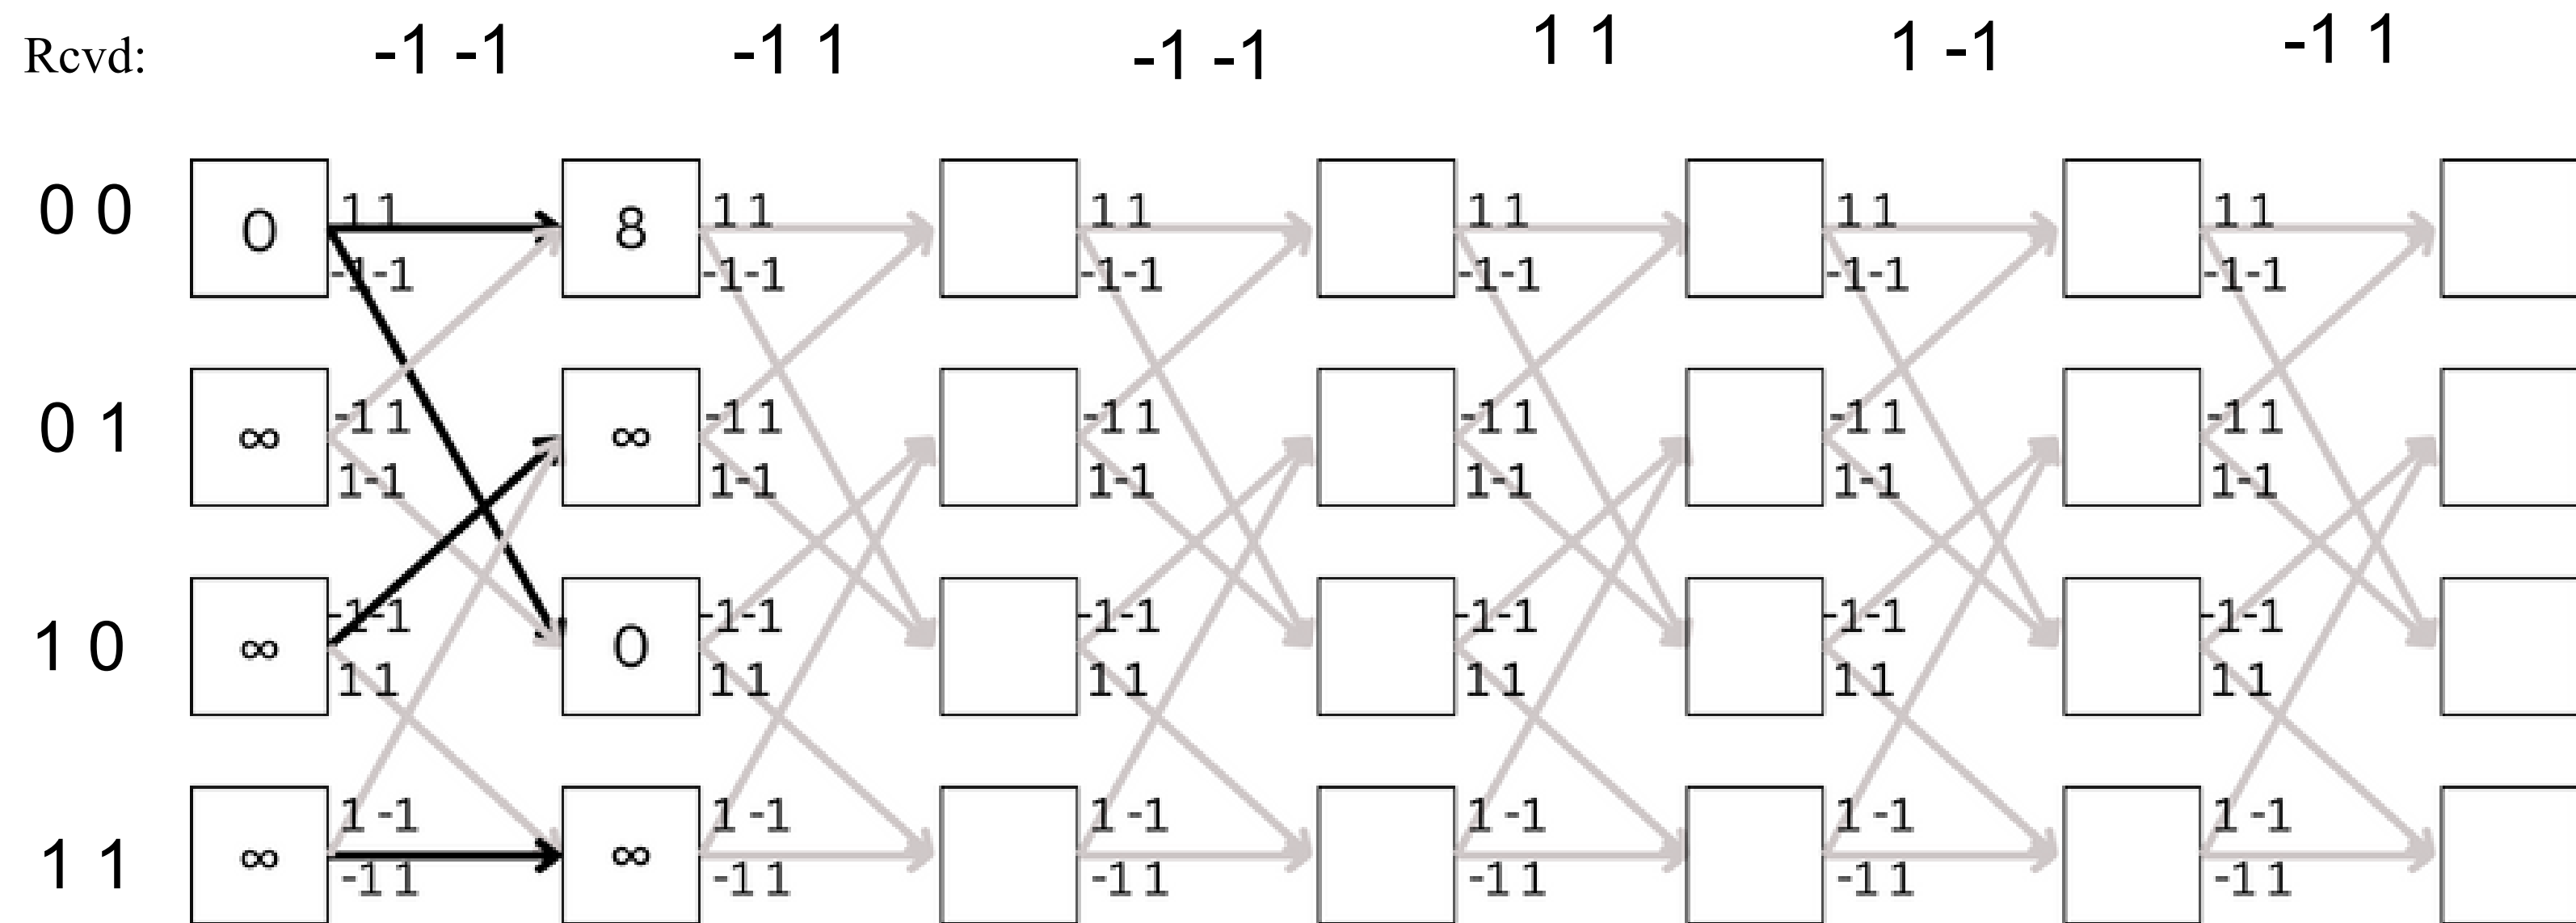 Rcvd: -1 -1 -1 1 -1 -1 1 1 1 -1 -1 1
1 1 1 1 1 1 1 1 1 1 1 1
0 0 0 8
-1-1 -1-1 -1-1 -1-1 -1-1 -1-1
-1 1 -1 1 -1 1 -1 1 -1 1 -1 1
0 1 ∞ ∞
1-1 1-1 1-1 1-1 1-1 1-1
-1-1 -1-1 -1-1 -1-1 -1-1 -1-1
1 0 ∞ 0
1 1 1 1 1 1 1 1 1 1 1 1
1 -1 1 -1 1 -1 1 -1 1 -1 1 -1
1 1 ∞ ∞
-1 1 -1 1 -1 1 -1 1 -1 1 -1 1